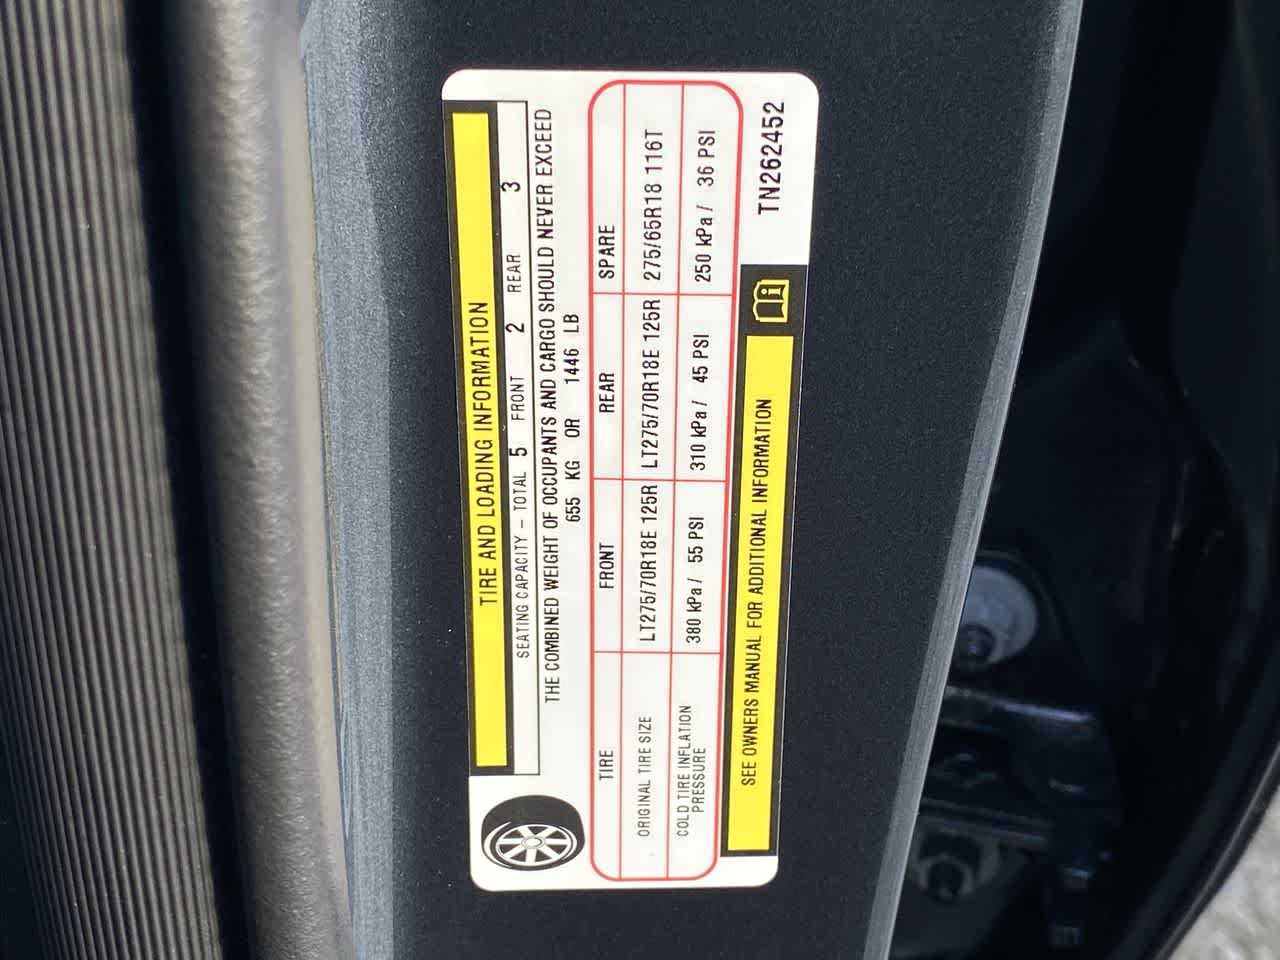 TIRE AND LOADING INFORMATION
SEATING CAPACITY - TOTAL 5 FRONT 2 REAR 3
THE COMBINED WEIGHT OF OCCUPANTS AND CARGO SHOULD NEVER EXCEED
655 KG OR 1446 LB
TIRE FRONT REAR SPARE
ORIGINAL TIRE SIZE LT275/70R18E 125R LT275/70R18E 125R 275/65R18 116T
COLD TIRE INFLATION PRESSURE 380 kPa / 55 PSI 310 kPa / 45 PSI 250 kPa / 36 PSI
SEE OWNERS MANUAL FOR ADDITIONAL INFORMATION
TN262452